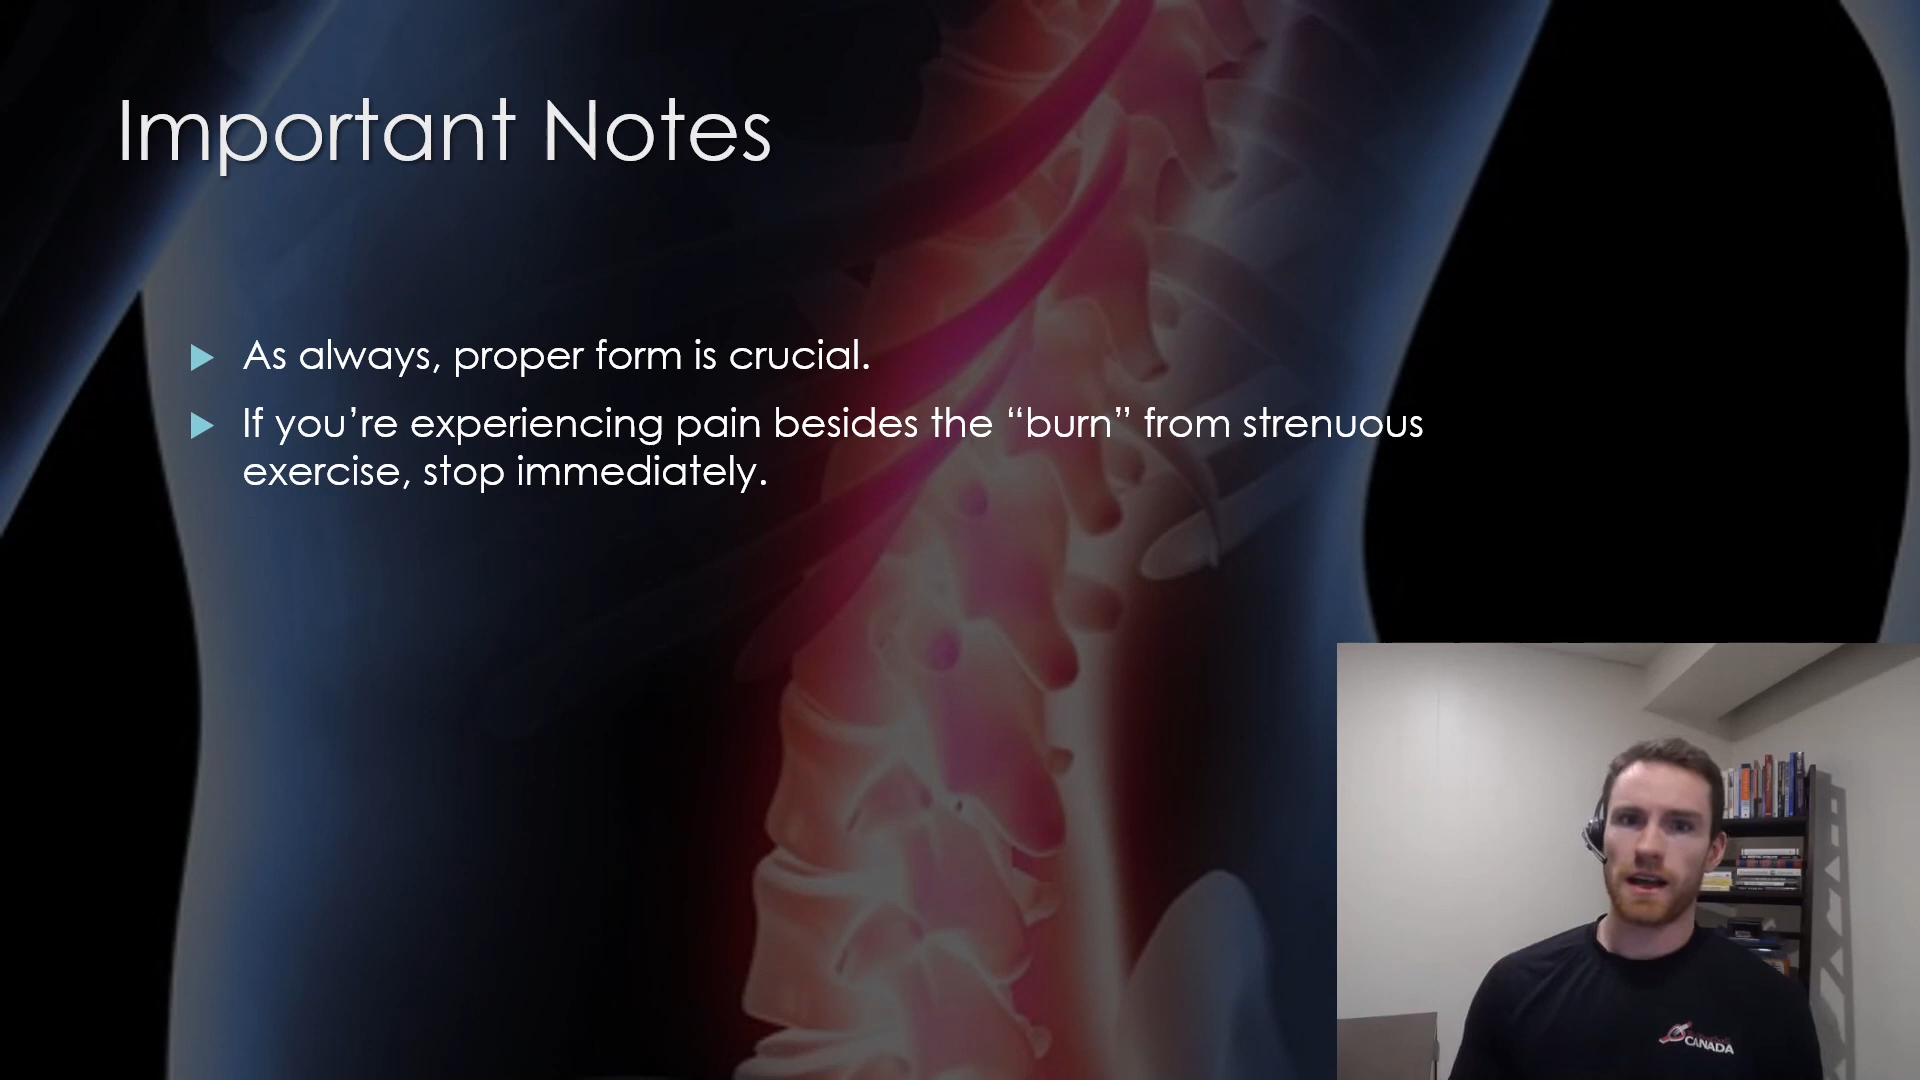 Important Notes
As always, proper form is crucial.
If you’re experiencing pain besides the “burn” from strenuous
exercise, stop immediately.
CANADA